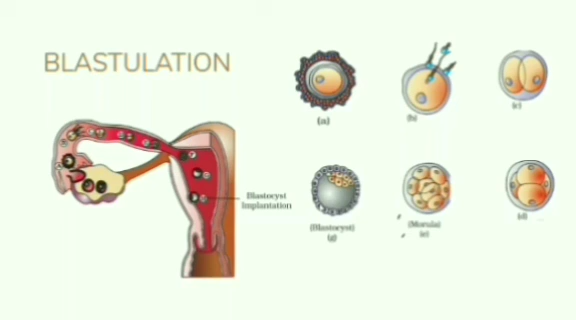 BLASTULATION
(a)
(b)
(c)
Blastocyst
Implantation
(Blastocyst)
(g)
(Morula)
(e)
(d)